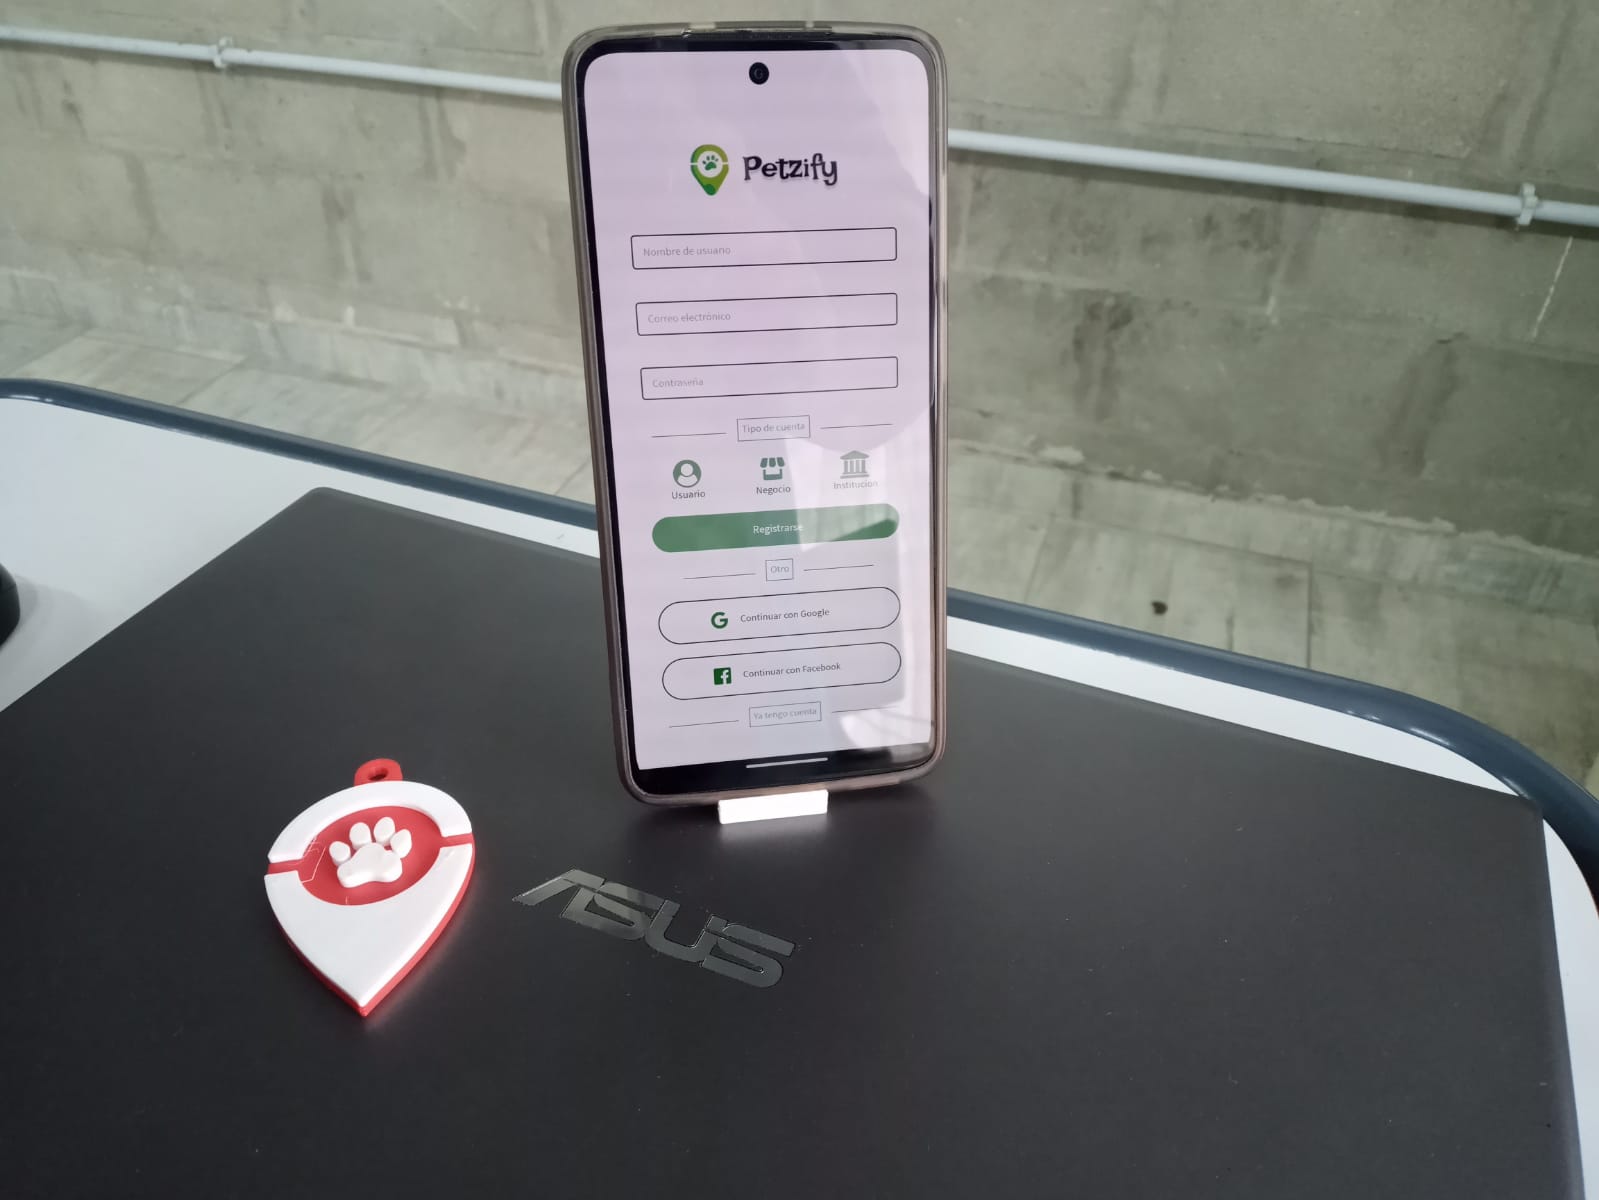 Petzify
Nombre de usuario
Correo electrónico
Contraseña
Tipo de cuenta
Usuario
Negocio
Institución
Registrarse
Otro
G Continuar con Google
f Continuar con Facebook
Ya tengo cuenta
ASUS